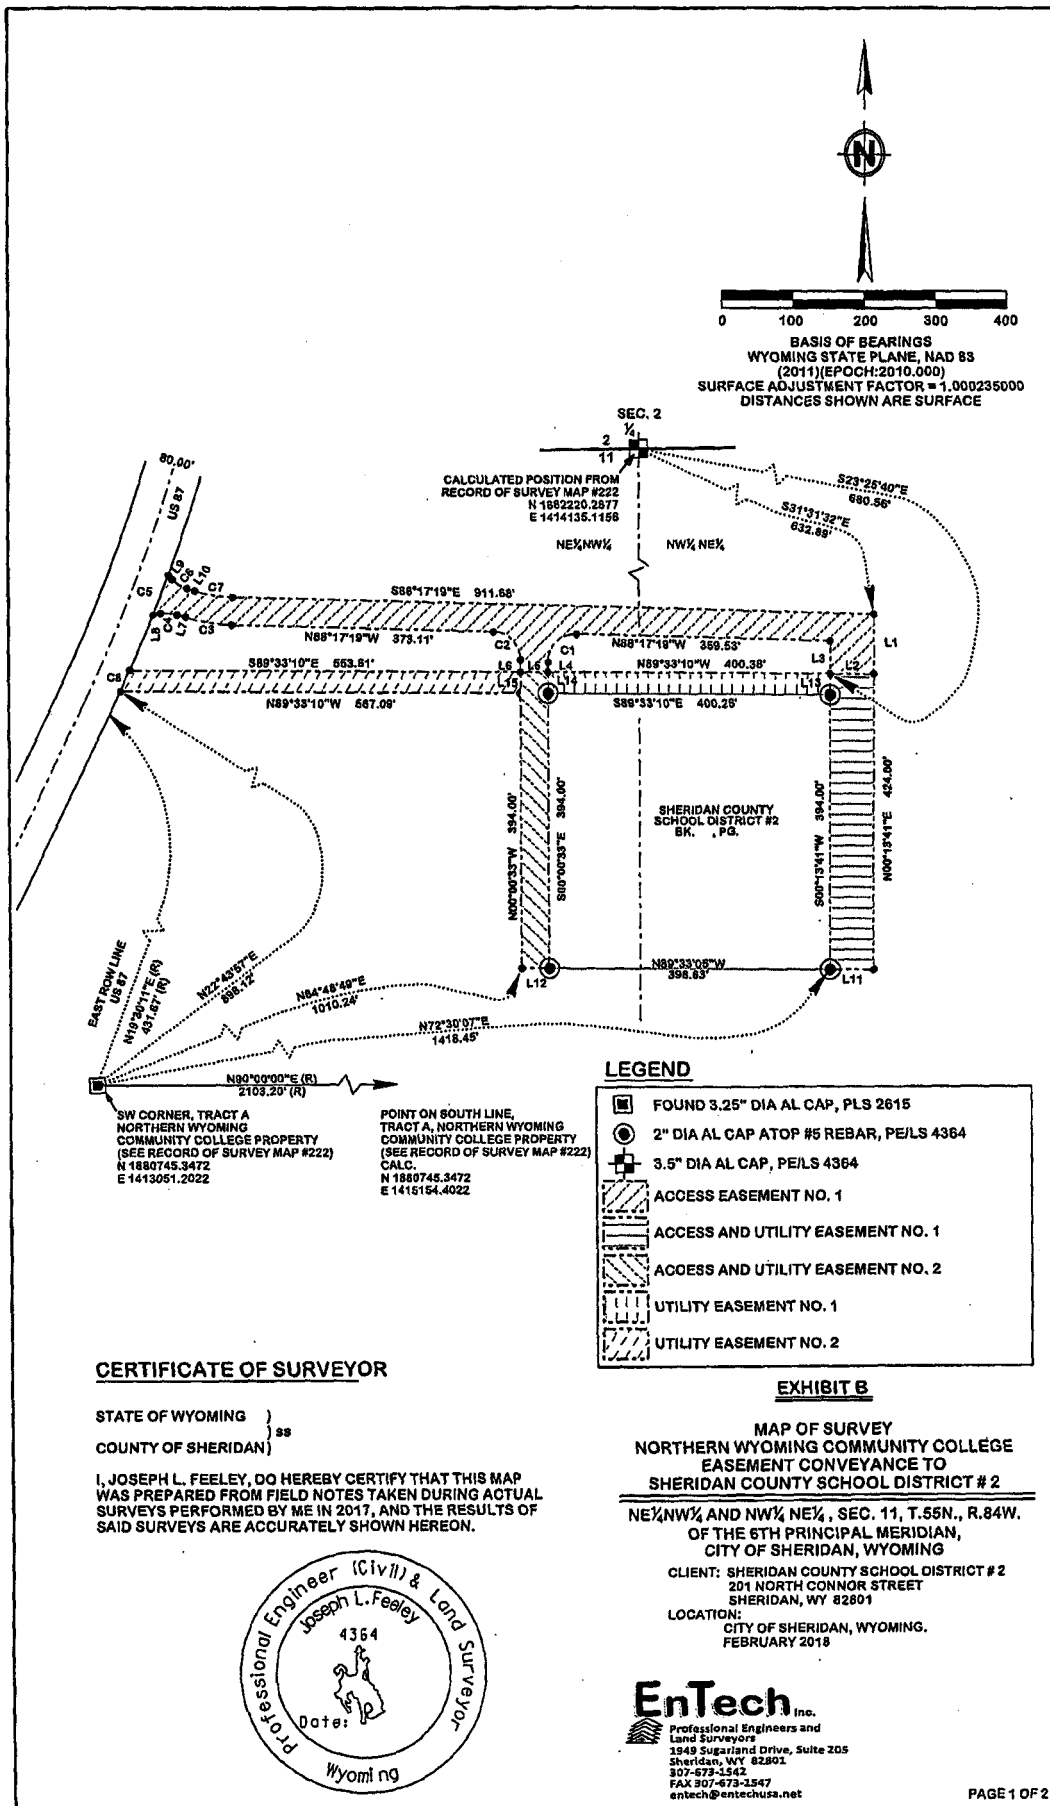 N
0 100 200 300 400
BASIS OF BEARINGS
WYOMING STATE PLANE, NAD 83
(2011)(EPOCH:2010.000)
SURFACE ADJUSTMENT FACTOR = 1.000235000
DISTANCES SHOWN ARE SURFACE
SEC. 2
1/4
2
11
CALCULATED POSITION FROM
RECORD OF SURVEY MAP #222
N 1882220.2877
E 1414135.1156
NE¼NW¼
NW¼ NE¼
S23°25'40"E
680.56'
S31°31'32"E
632.89'
80.00'
US 87
L9
C6
L10
C7
C5
L8
C4
L7
C3
S88°17'19"E 911.68'
N88°17'19"W 373.11'
C2
C1
N88°17'19"W 359.53'
L1
L3
L2
L6
L5
L4
S89°33'10"E 553.81'
N89°33'10"W 400.38'
C8
L15
L14
L13
N89°33'10"W 567.09'
S89°33'10"E 400.25'
N00°00'33"W 394.00'
S00°00'33"E 394.00'
SHERIDAN COUNTY
SCHOOL DISTRICT #2
BK. , PG.
S00°13'41"W 394.00'
N00°13'41"E 424.00'
EAST ROW LINE
US 87
N19°30'11"E (R)
431.67' (R)
N22°43'57"E
698.12'
N64°48'49"E
1010.24'
L12
N89°33'05"W
398.63'
L11
N72°30'07"E
1418.45'
N90°00'00"E (R)
2103.20' (R)
SW CORNER, TRACT A
NORTHERN WYOMING
COMMUNITY COLLEGE PROPERTY
(SEE RECORD OF SURVEY MAP #222)
N 1880745.3472
E 1413051.2022
POINT ON SOUTH LINE,
TRACT A, NORTHERN WYOMING
COMMUNITY COLLEGE PROPERTY
(SEE RECORD OF SURVEY MAP #222)
CALC.
N 1880745.3472
E 1415154.4022
LEGEND
FOUND 3.25" DIA AL CAP, PLS 2615
2" DIA AL CAP ATOP #5 REBAR, PE/LS 4364
3.5" DIA AL CAP, PE/LS 4364
ACCESS EASEMENT NO. 1
ACCESS AND UTILITY EASEMENT NO. 1
ACCESS AND UTILITY EASEMENT NO. 2
UTILITY EASEMENT NO. 1
UTILITY EASEMENT NO. 2
CERTIFICATE OF SURVEYOR
STATE OF WYOMING )
) ss
COUNTY OF SHERIDAN)
I, JOSEPH L. FEELEY, DO HEREBY CERTIFY THAT THIS MAP
WAS PREPARED FROM FIELD NOTES TAKEN DURING ACTUAL
SURVEYS PERFORMED BY ME IN 2017, AND THE RESULTS OF
SAID SURVEYS ARE ACCURATELY SHOWN HEREON.
Professional Engineer (Civil) & Land Surveyor
Joseph L. Feeley
4364
Date:
Wyoming
EXHIBIT B
MAP OF SURVEY
NORTHERN WYOMING COMMUNITY COLLEGE
EASEMENT CONVEYANCE TO
SHERIDAN COUNTY SCHOOL DISTRICT # 2
NE¼NW¼ AND NW¼ NE¼, SEC. 11, T.55N., R.84W.
OF THE 6TH PRINCIPAL MERIDIAN,
CITY OF SHERIDAN, WYOMING
CLIENT: SHERIDAN COUNTY SCHOOL DISTRICT # 2
201 NORTH CONNOR STREET
SHERIDAN, WY 82801
LOCATION:
CITY OF SHERIDAN, WYOMING.
FEBRUARY 2018
EnTech Inc.
Professional Engineers and
Land Surveyors
1949 Sugarland Drive, Suite 205
Sheridan, WY 82801
307-673-1542
FAX 307-673-1547
entech@entechusa.net
PAGE 1 OF 2